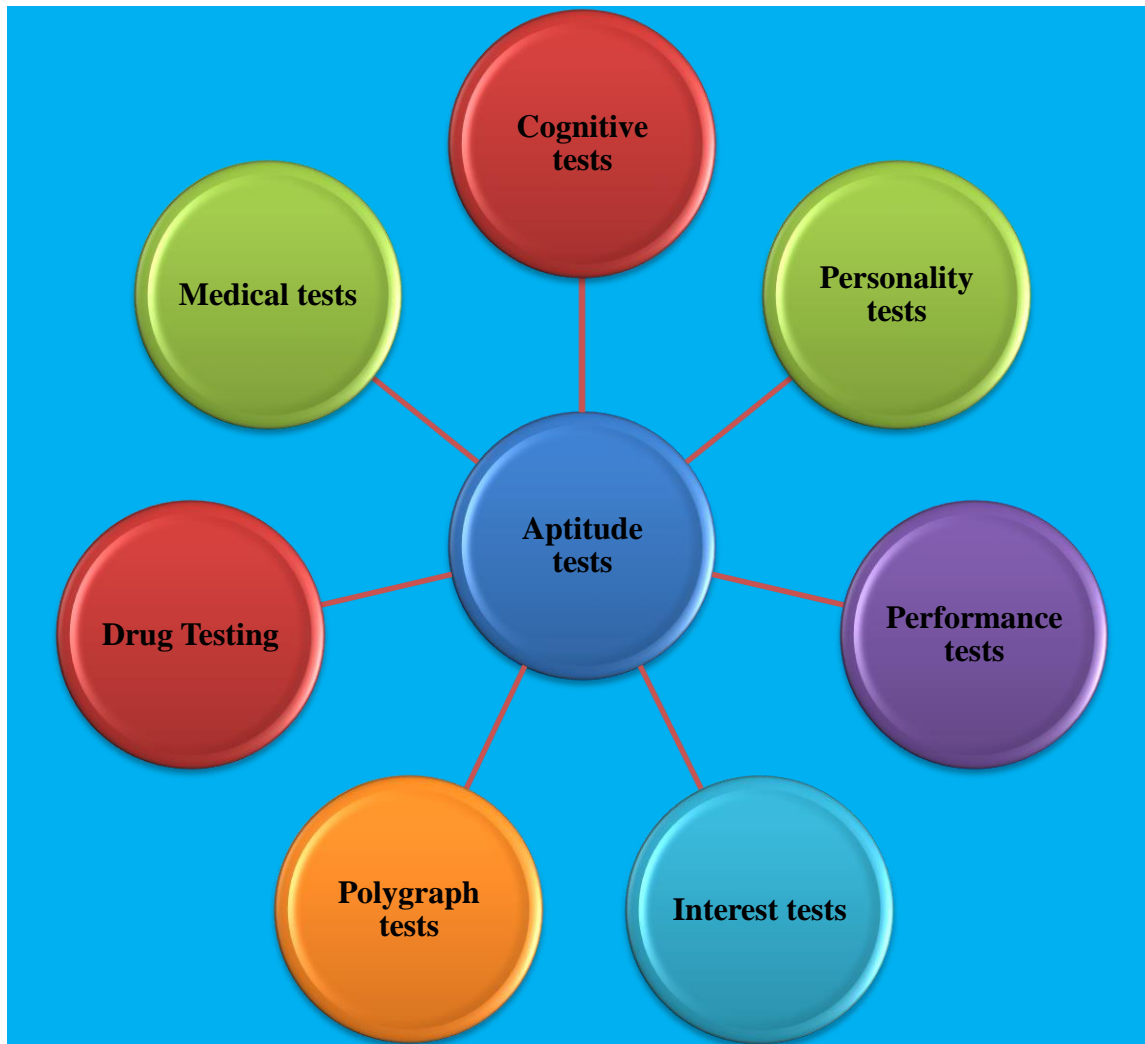 Cognitive
tests
Medical tests
Personality
tests
Aptitude
tests
Drug Testing
Performance
tests
Polygraph
tests
Interest tests